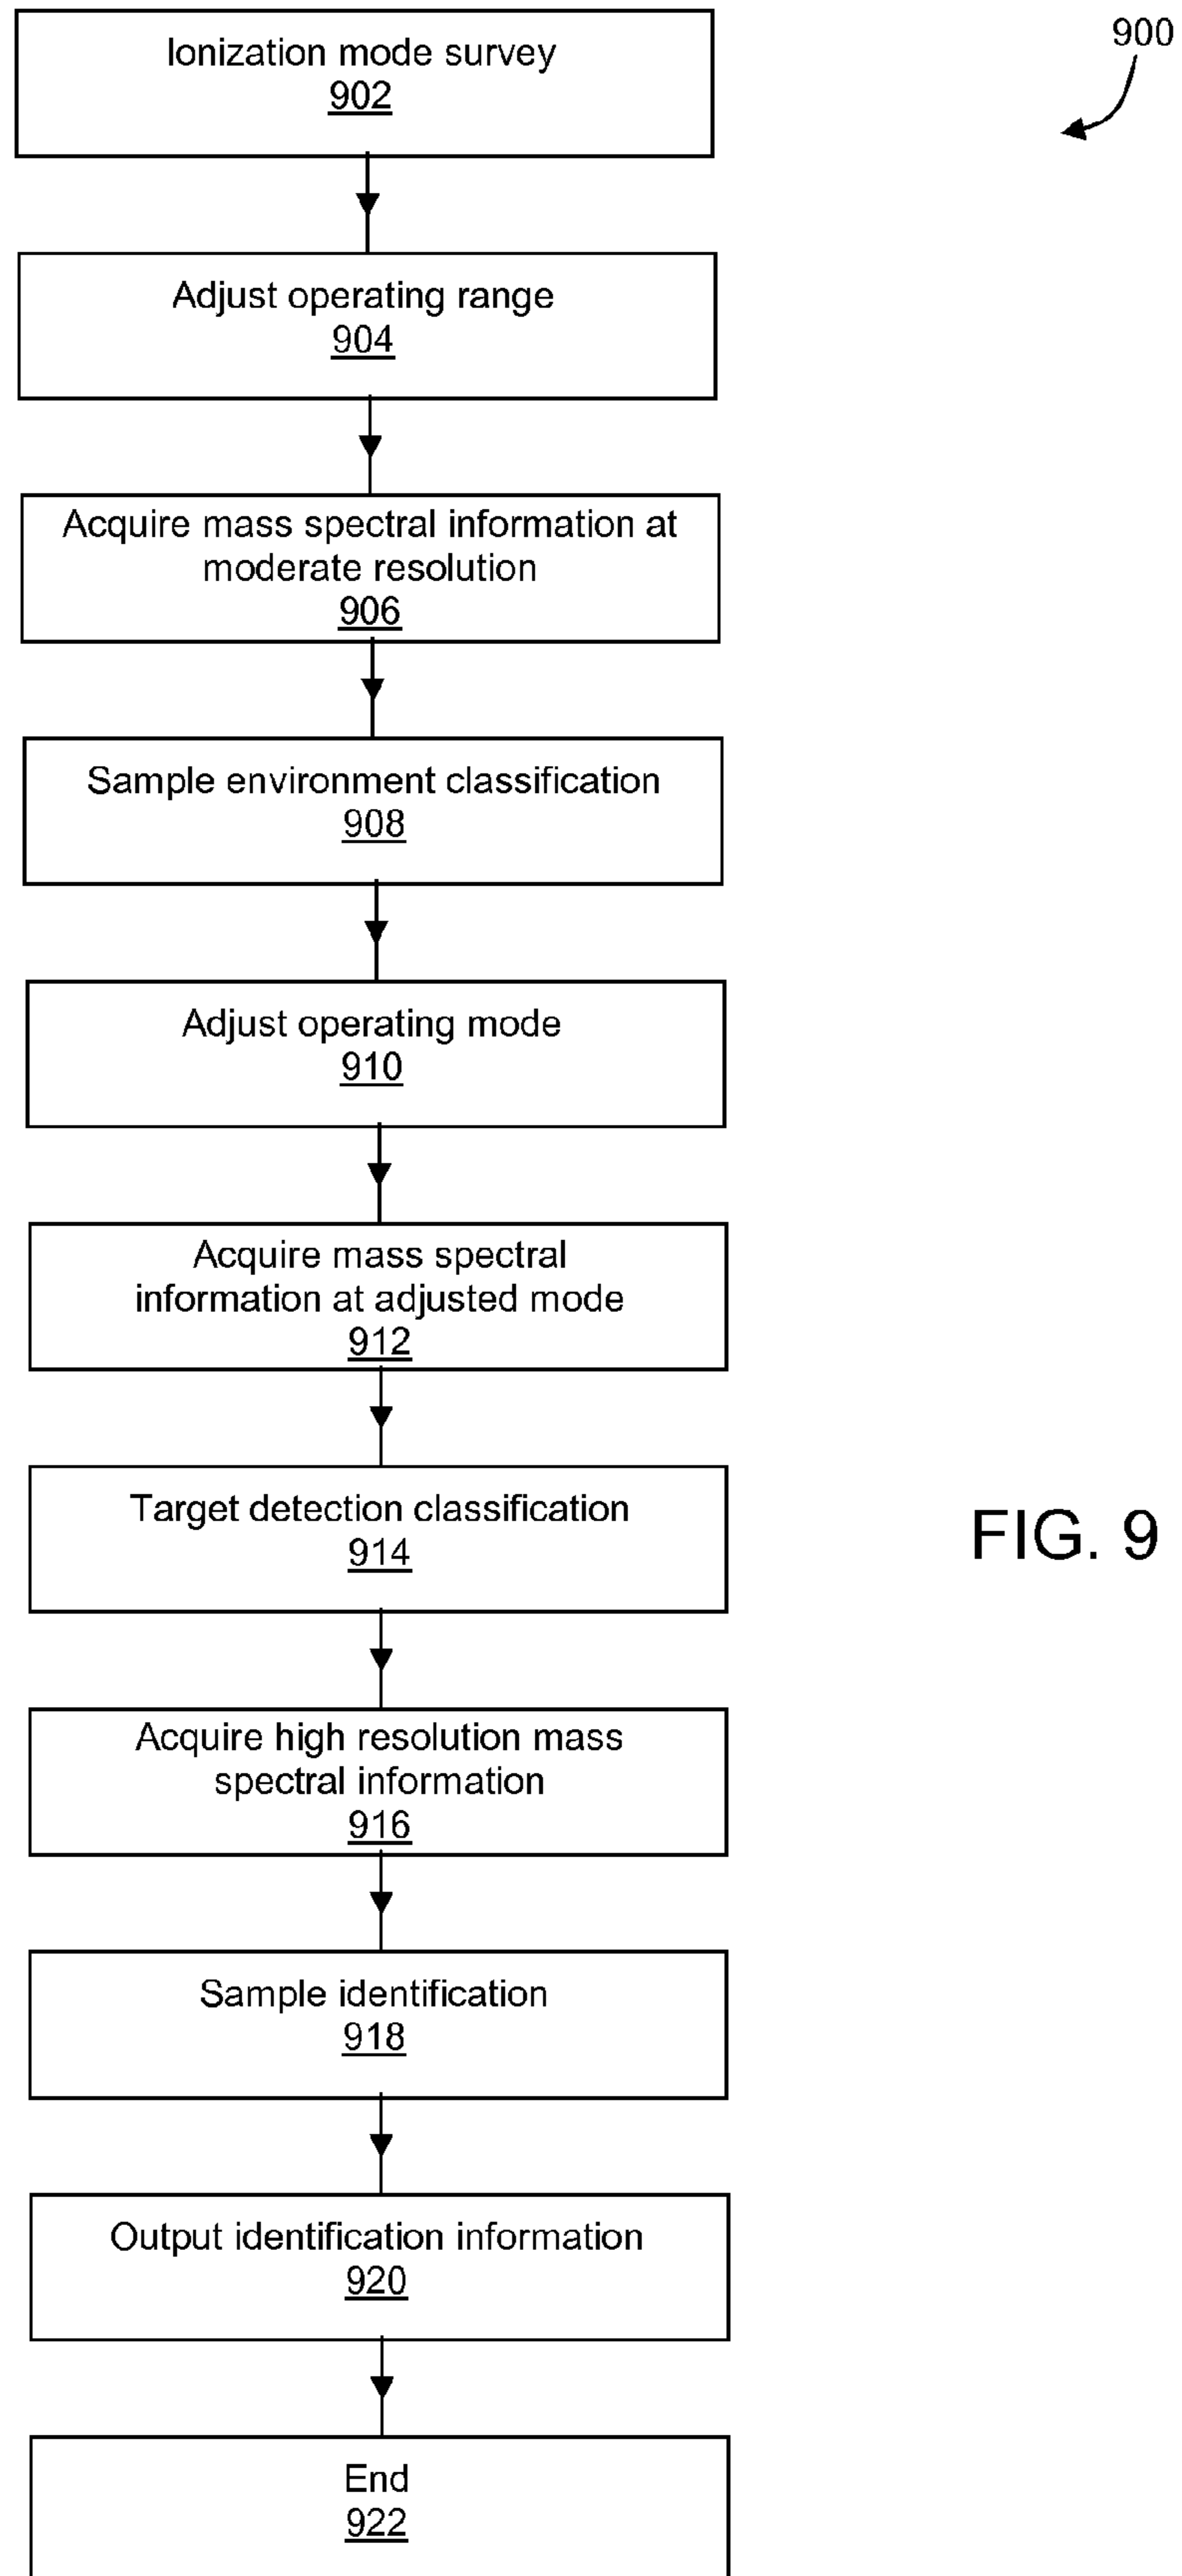 900
Ionization mode survey
902
Adjust operating range
904
Acquire mass spectral information at
moderate resolution
906
Sample environment classification
908
Adjust operating mode
910
Acquire mass spectral
information at adjusted mode
912
Target detection classification
914
FIG. 9
Acquire high resolution mass
spectral information
916
Sample identification
918
Output identification information
920
End
922